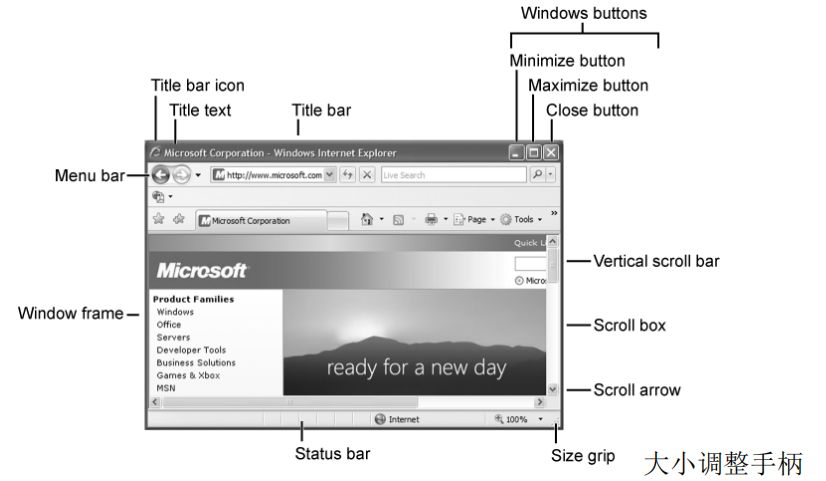 Windows buttons
Minimize button
Title bar icon
Maximize button
Title text
Title bar
Close button
Microsoft Corporation - Windows Internet Explorer
Menu bar
http://www.microsoft.com
Live Search
Microsoft Corporation
Page
Tools
»
Quick Li
Microsoft
Vertical scroll bar
Micros
Product Families
Window frame
Windows
Office
Scroll box
Servers
Developer Tools
Business Solutions
ready for a new day
Games & Xbox
MSN
Scroll arrow
Internet
100%
Status bar
Size grip
大小调整手柄